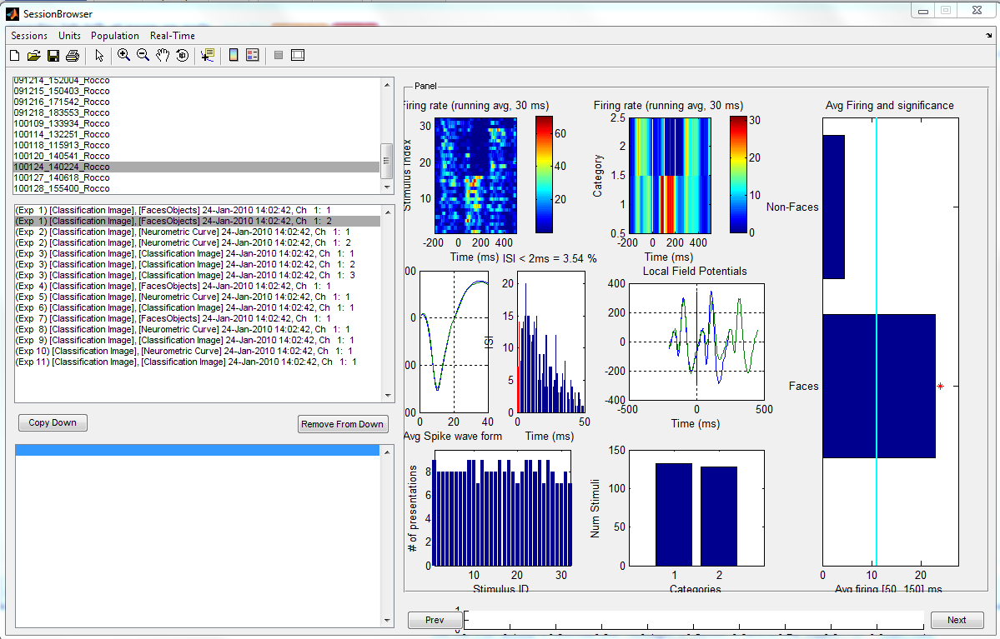 SessionBrowser
Sessions Units Population Real-Time
091214_152004_Rocco
091215_150403_Rocco
091216_171542_Rocco
091218_183553_Rocco
100109_133934_Rocco
100114_132251_Rocco
100118_115913_Rocco
100120_140541_Rocco
100124_140224_Rocco
100127_140618_Rocco
100128_155400_Rocco
(Exp 1) [Classification Image], [FacesObjects] 24-Jan-2010 14:02:42, Ch 1: 1
(Exp 1) [Classification Image], [FacesObjects] 24-Jan-2010 14:02:42, Ch 1: 2
(Exp 2) [Classification Image], [Neurometric Curve] 24-Jan-2010 14:02:42, Ch 1: 1
(Exp 2) [Classification Image], [Neurometric Curve] 24-Jan-2010 14:02:42, Ch 1: 2
(Exp 3) [Classification Image], [Classification Image] 24-Jan-2010 14:02:42, Ch 1: 1
(Exp 3) [Classification Image], [Classification Image] 24-Jan-2010 14:02:42, Ch 1: 2
(Exp 3) [Classification Image], [Classification Image] 24-Jan-2010 14:02:42, Ch 1: 3
(Exp 4) [Classification Image], [FacesObjects] 24-Jan-2010 14:02:42, Ch 1: 1
(Exp 5) [Classification Image], [Neurometric Curve] 24-Jan-2010 14:02:42, Ch 1: 1
(Exp 6) [Classification Image], [Classification Image] 24-Jan-2010 14:02:42, Ch 1: 1
(Exp 7) [Classification Image], [FacesObjects] 24-Jan-2010 14:02:42, Ch 1: 1
(Exp 8) [Classification Image], [Neurometric Curve] 24-Jan-2010 14:02:42, Ch 1: 1
(Exp 9) [Classification Image], [Classification Image] 24-Jan-2010 14:02:42, Ch 1: 1
(Exp 10) [Classification Image], [Neurometric Curve] 24-Jan-2010 14:02:42, Ch 1: 1
(Exp 11) [Classification Image], [Classification Image] 24-Jan-2010 14:02:42, Ch 1: 1
Copy Down
Remove From Down
Panel
Firing rate (running avg, 30 ms)
Stimulus Index
30
20
10
-200 0 200 400
Time (ms)
60
40
20
Firing rate (running avg, 30 ms)
Category
2.5
2
1.5
1
0.5
-200 0 200 400
Time (ms)
30
20
10
0
Avg Firing and significance
Non-Faces
Faces
0 10 20
Avg firing [50 150] ms
00
0
00
00
0 20 40
Avg Spike wave form
ISI < 2ms = 3.54 %
ISI
20
15
10
5
0
0 50
Time (ms)
Local Field Potentials
400
200
0
-200
-400
-500 0 500
Time (ms)
# of presentations
8
6
4
2
0
10 20 30
Stimulus ID
Num Stimuli
150
100
50
0
1 2
Categories
Prev
1
Next